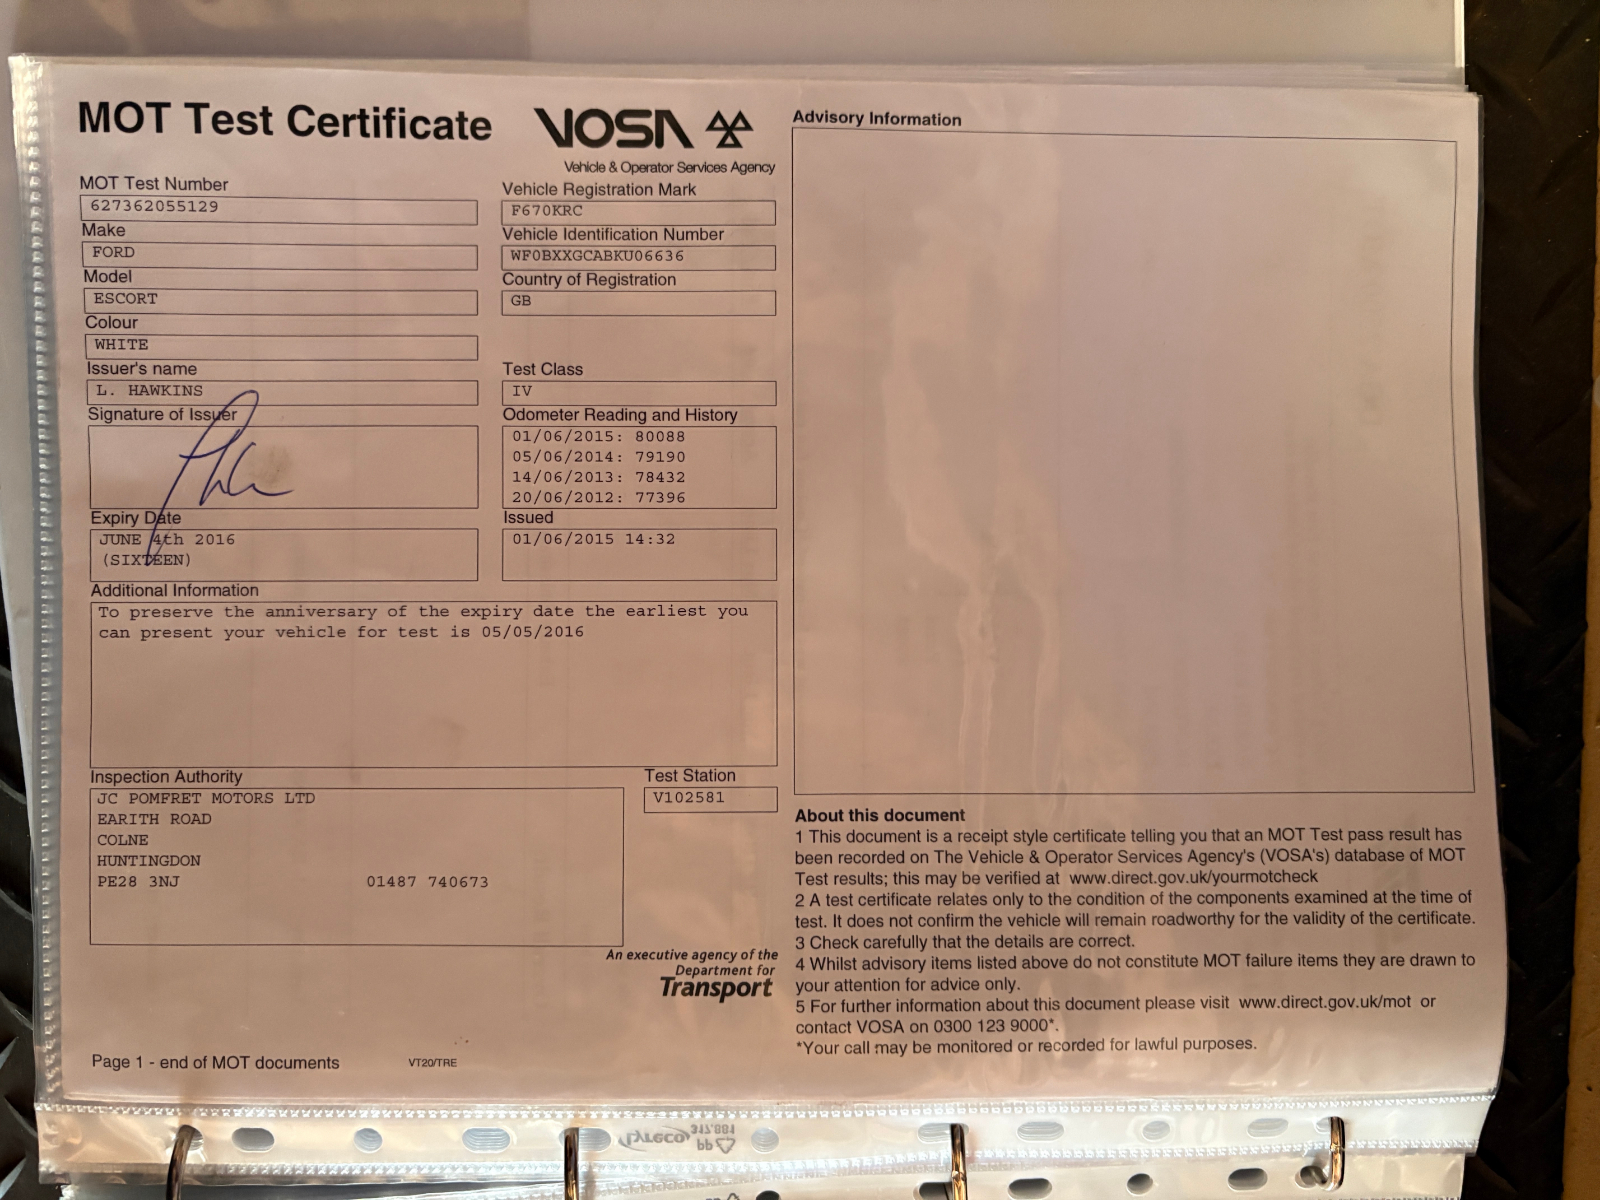 MOT Test Certificate
VOSA
Vehicle & Operator Services Agency
MOT Test Number
627362055129
Vehicle Registration Mark
F670KRC
Make
FORD
Vehicle Identification Number
WF0BXXGCABKU06636
Model
ESCORT
Country of Registration
GB
Colour
WHITE
Issuer's name
L. HAWKINS
Test Class
IV
Signature of Issuer
Odometer Reading and History
01/06/2015: 80088
05/06/2014: 79190
14/06/2013: 78432
20/06/2012: 77396
Expiry Date
JUNE 4th 2016
(SIXTEEN)
Issued
01/06/2015 14:32
Additional Information
To preserve the anniversary of the expiry date the earliest you
can present your vehicle for test is 05/05/2016
Inspection Authority
JC POMFRET MOTORS LTD
EARITH ROAD
COLNE
HUNTINGDON
PE28 3NJ 01487 740673
Test Station
V102581
An executive agency of the
Department for
Transport
Page 1 - end of MOT documents
VT20/TRE
Advisory Information
About this document
1 This document is a receipt style certificate telling you that an MOT Test pass result has
been recorded on The Vehicle & Operator Services Agency's (VOSA's) database of MOT
Test results; this may be verified at www.direct.gov.uk/yourmotcheck
2 A test certificate relates only to the condition of the components examined at the time of
test. It does not confirm the vehicle will remain roadworthy for the validity of the certificate.
3 Check carefully that the details are correct.
4 Whilst advisory items listed above do not constitute MOT failure items they are drawn to
your attention for advice only.
5 For further information about this document please visit www.direct.gov.uk/mot or
contact VOSA on 0300 123 9000*.
*Your call may be monitored or recorded for lawful purposes.